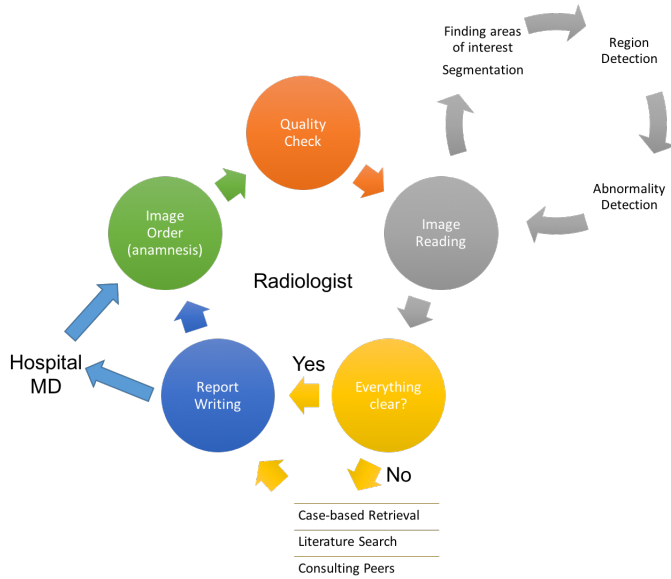 Finding areas
of interest
Segmentation
Region
Detection
Quality
Check
Abnormality
Detection
Image
Order
(anamnesis)
Image
Reading
Radiologist
Hospital
MD
Report
Writing
Yes
Everything
clear?
No
Case-based Retrieval
Literature Search
Consulting Peers